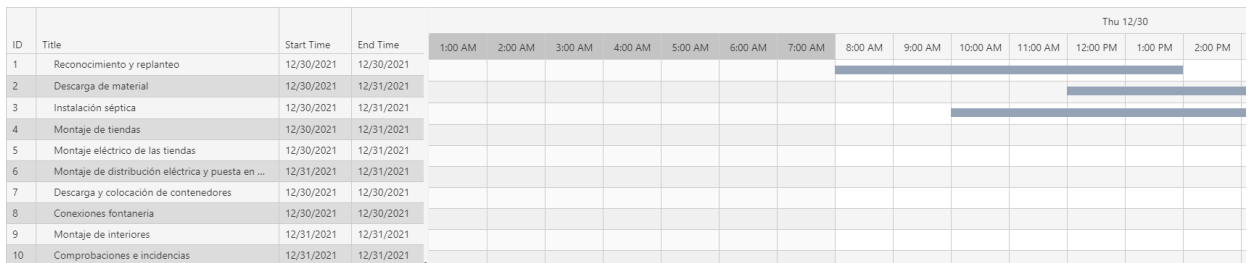 Thu 12/30
ID Title Start Time End Time 1:00 AM 2:00 AM 3:00 AM 4:00 AM 5:00 AM 6:00 AM 7:00 AM 8:00 AM 9:00 AM 10:00 AM 11:00 AM 12:00 PM 1:00 PM 2:00 PM
1 Reconocimiento y replanteo 12/30/2021 12/30/2021
2 Descarga de material 12/30/2021 12/31/2021
3 Instalación séptica 12/30/2021 12/31/2021
4 Montaje de tiendas 12/30/2021 12/31/2021
5 Montaje eléctrico de las tiendas 12/30/2021 12/31/2021
6 Montaje de distribución eléctrica y puesta en ... 12/31/2021 12/31/2021
7 Descarga y colocación de contenedores 12/30/2021 12/30/2021
8 Conexiones fontaneria 12/30/2021 12/30/2021
9 Montaje de interiores 12/31/2021 12/31/2021
10 Comprobaciones e incidencias 12/31/2021 12/31/2021